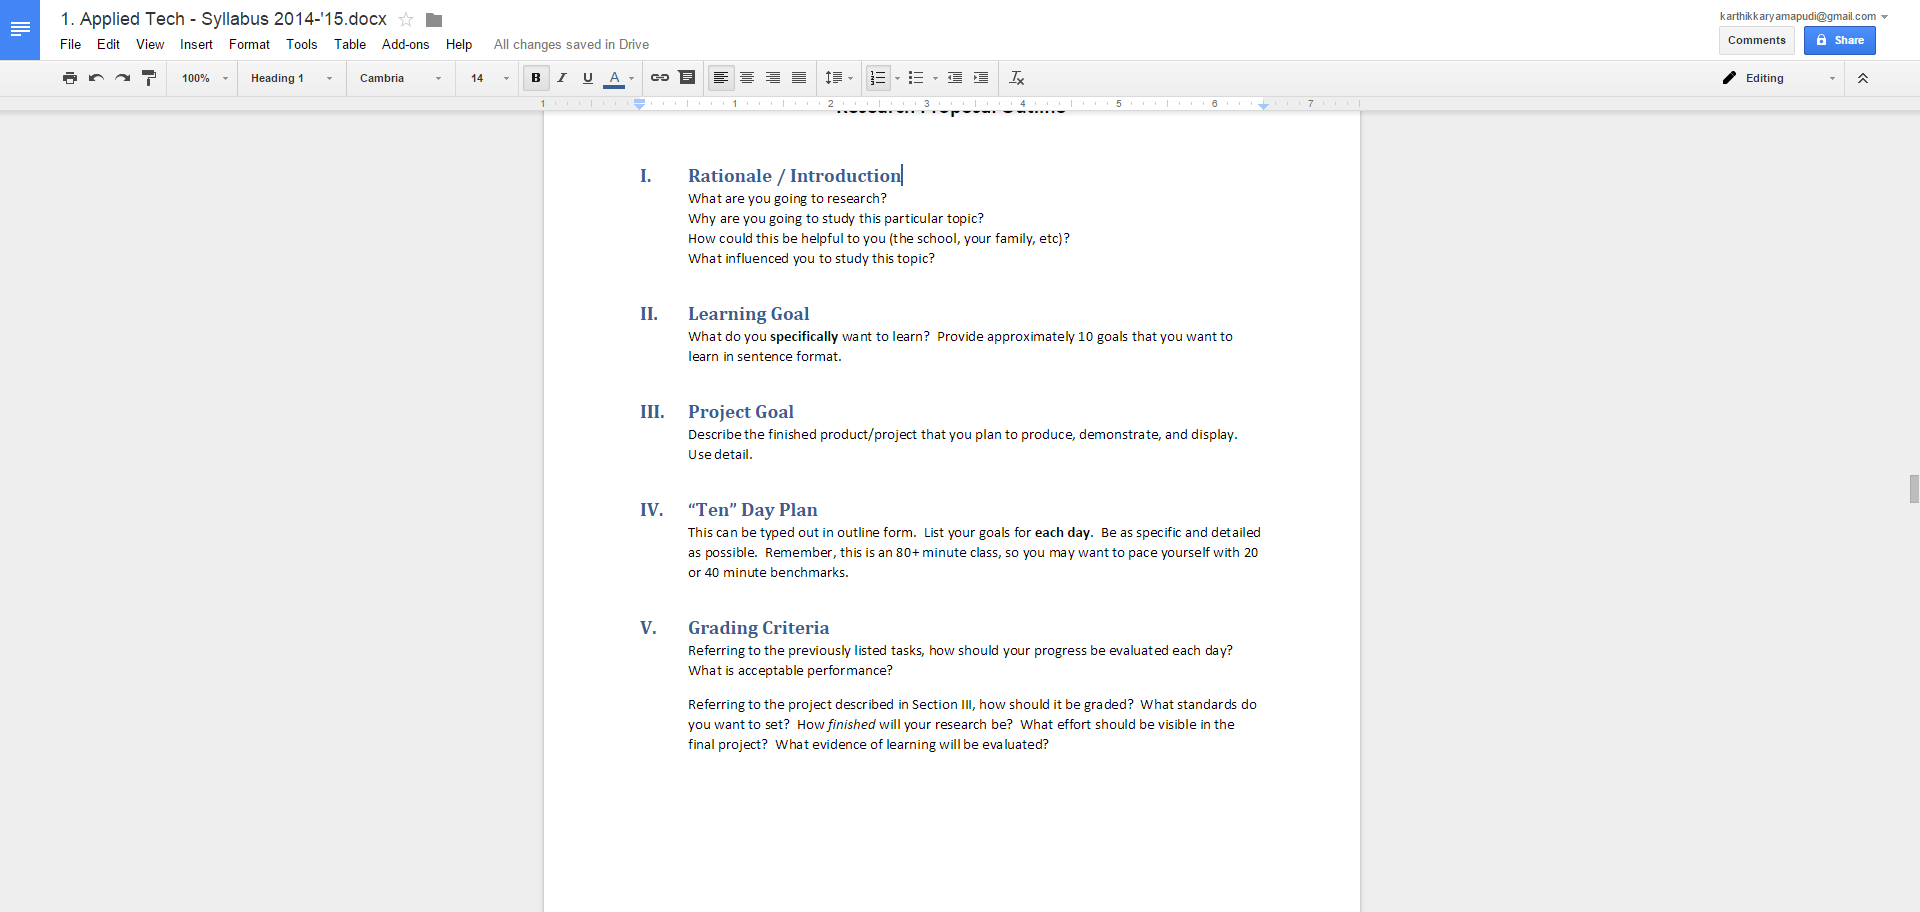 1. Applied Tech - Syllabus 2014-'15.docx
karthikkaryamapudi@gmail.com
File Edit View Insert Format Tools Table Add-ons Help All changes saved in Drive
Comments Share
100% Heading 1 Cambria 14 B I U A Editing
1 1 2 3 4 5 6 7
Research Proposal Outline
I. Rationale / Introduction
What are you going to research?
Why are you going to study this particular topic?
How could this be helpful to you (the school, your family, etc)?
What influenced you to study this topic?
II. Learning Goal
What do you specifically want to learn? Provide approximately 10 goals that you want to
learn in sentence format.
III. Project Goal
Describe the finished product/project that you plan to produce, demonstrate, and display.
Use detail.
IV. “Ten” Day Plan
This can be typed out in outline form. List your goals for each day. Be as specific and detailed
as possible. Remember, this is an 80+ minute class, so you may want to pace yourself with 20
or 40 minute benchmarks.
V. Grading Criteria
Referring to the previously listed tasks, how should your progress be evaluated each day?
What is acceptable performance?
Referring to the project described in Section III, how should it be graded? What standards do
you want to set? How finished will your research be? What effort should be visible in the
final project? What evidence of learning will be evaluated?